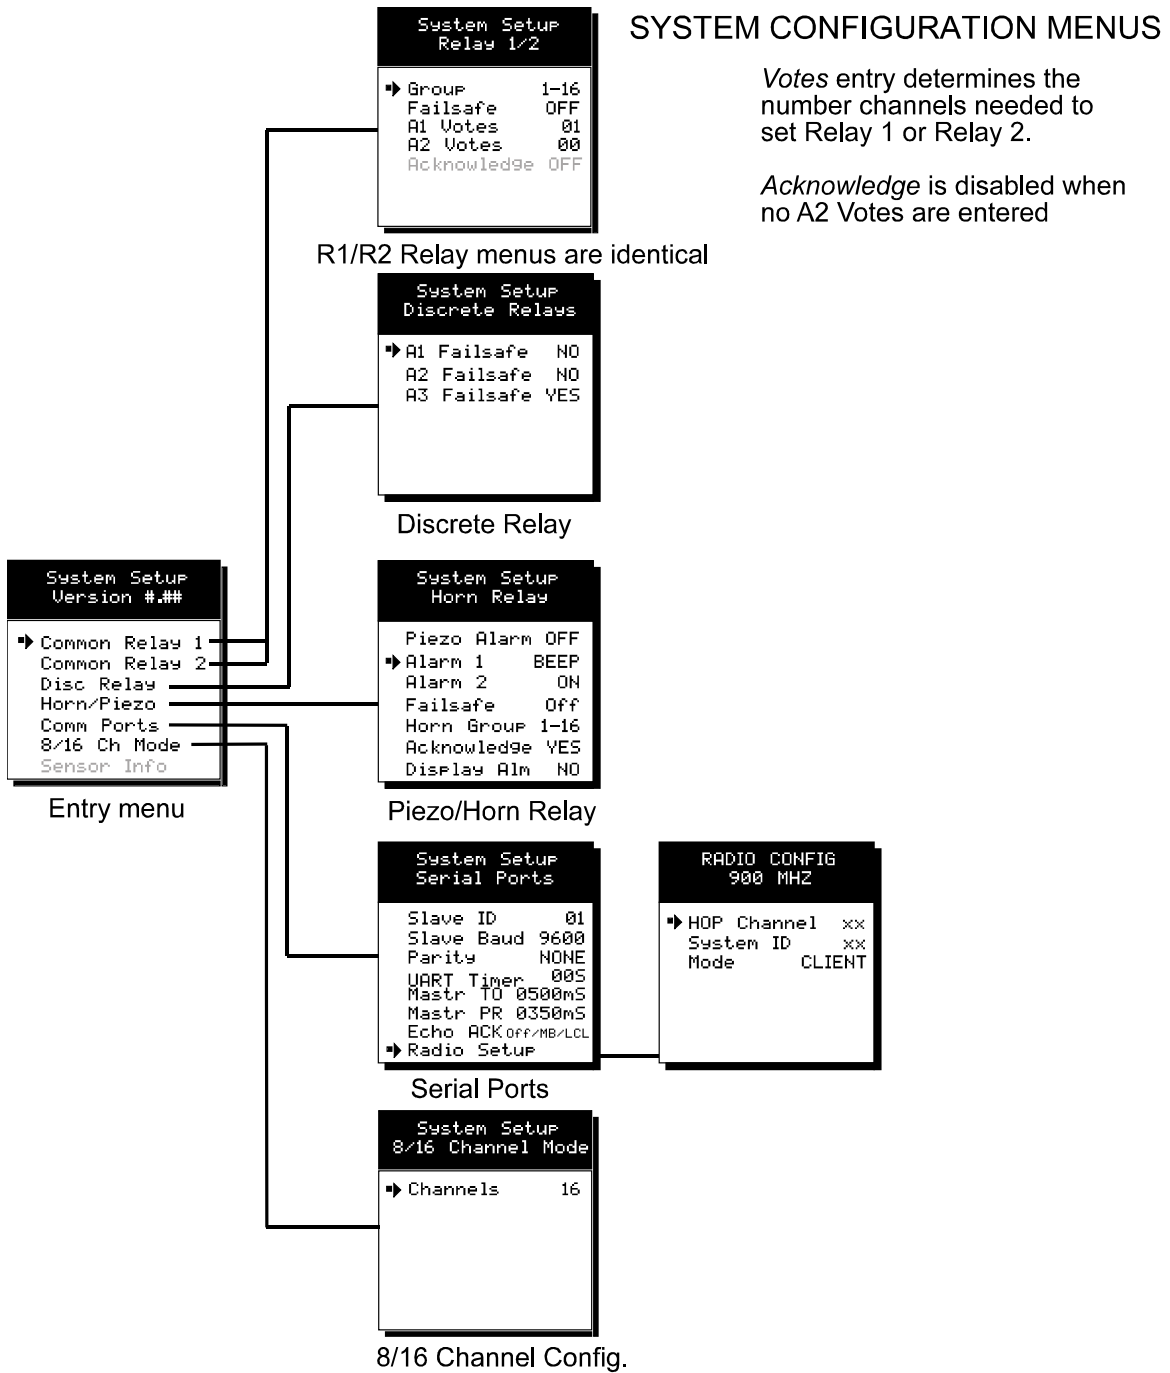 SYSTEM CONFIGURATION MENUS
Votes entry determines the
number channels needed to
set Relay 1 or Relay 2.
Acknowledge is disabled when
no A2 Votes are entered
System Setup
Relay 1/2
Group 1-16
Failsafe OFF
A1 Votes 01
A2 Votes 00
Acknowledge OFF
R1/R2 Relay menus are identical
System Setup
Discrete Relays
A1 Failsafe NO
A2 Failsafe NO
A3 Failsafe YES
Discrete Relay
System Setup
Version #.##
Common Relay 1
Common Relay 2
Disc Relay
Horn/Piezo
Comm Ports
8/16 Ch Mode
Sensor Info
Entry menu
System Setup
Horn Relay
Piezo Alarm OFF
Alarm 1 BEEP
Alarm 2 ON
Failsafe Off
Horn Group 1-16
Acknowledge YES
Display Alm NO
Piezo/Horn Relay
System Setup
Serial Ports
Slave ID 01
Slave Baud 9600
Parity NONE
UART Timer 00S
Mastr TO 0500mS
Mastr PR 0350mS
Echo ACK Off/MB/LCL
Radio Setup
Serial Ports
RADIO CONFIG
900 MHZ
HOP Channel xx
System ID xx
Mode CLIENT
System Setup
8/16 Channel Mode
Channels 16
8/16 Channel Config.